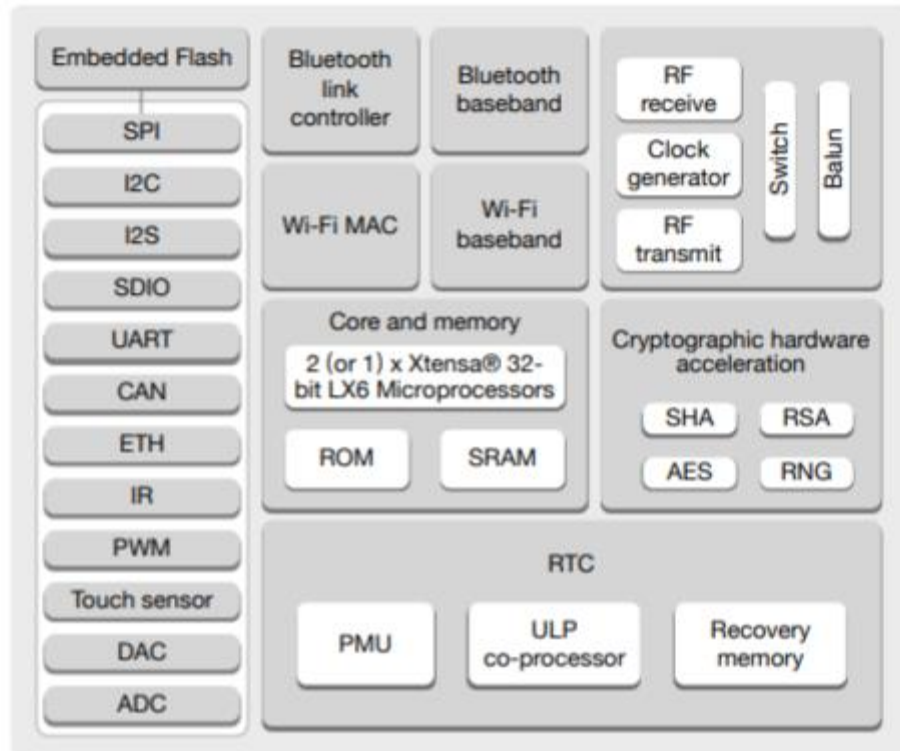 Embedded Flash
SPI
I2C
I2S
SDIO
UART
CAN
ETH
IR
PWM
Touch sensor
DAC
ADC
Bluetooth
link
controller
Bluetooth
baseband
Wi-Fi MAC
Wi-Fi
baseband
RF
receive
Clock
generator
RF
transmit
Switch
Balun
Core and memory
2 (or 1) x Xtensa® 32-
bit LX6 Microprocessors
ROM
SRAM
Cryptographic hardware
acceleration
SHA
RSA
AES
RNG
RTC
PMU
ULP
co-processor
Recovery
memory